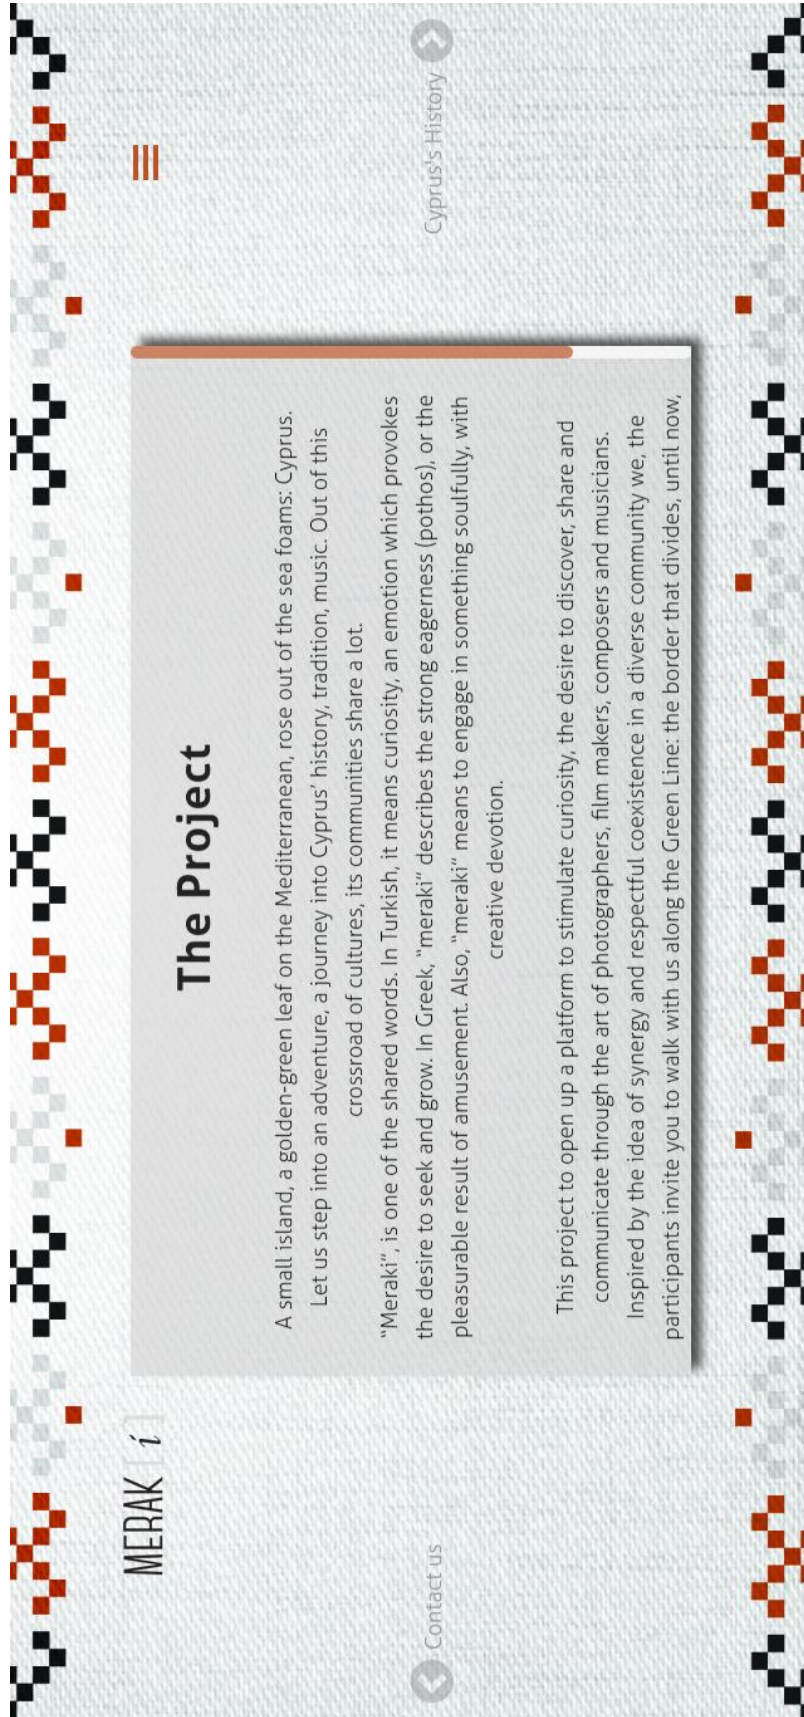 MERAK[i]
The Project
A small island, a golden-green leaf on the Mediterranean, rose out of the sea foams: Cyprus.
Let us step into an adventure, a journey into Cyprus’ history, tradition, music. Out of this
crossroad of cultures, its communities share a lot.
“Meraki”, is one of the shared words. In Turkish, it means curiosity, an emotion which provokes
the desire to seek and grow. In Greek, “meraki” describes the strong eagerness (pothos), or the
pleasurable result of amusement. Also, “meraki” means to engage in something soulfully, with
creative devotion.
This project to open up a platform to stimulate curiosity, the desire to discover, share and
communicate through the art of photographers, film makers, composers and musicians.
Inspired by the idea of synergy and respectful coexistence in a diverse community we, the
participants invite you to walk with us along the Green Line: the border that divides, until now,
Contact us
Cyprus's History